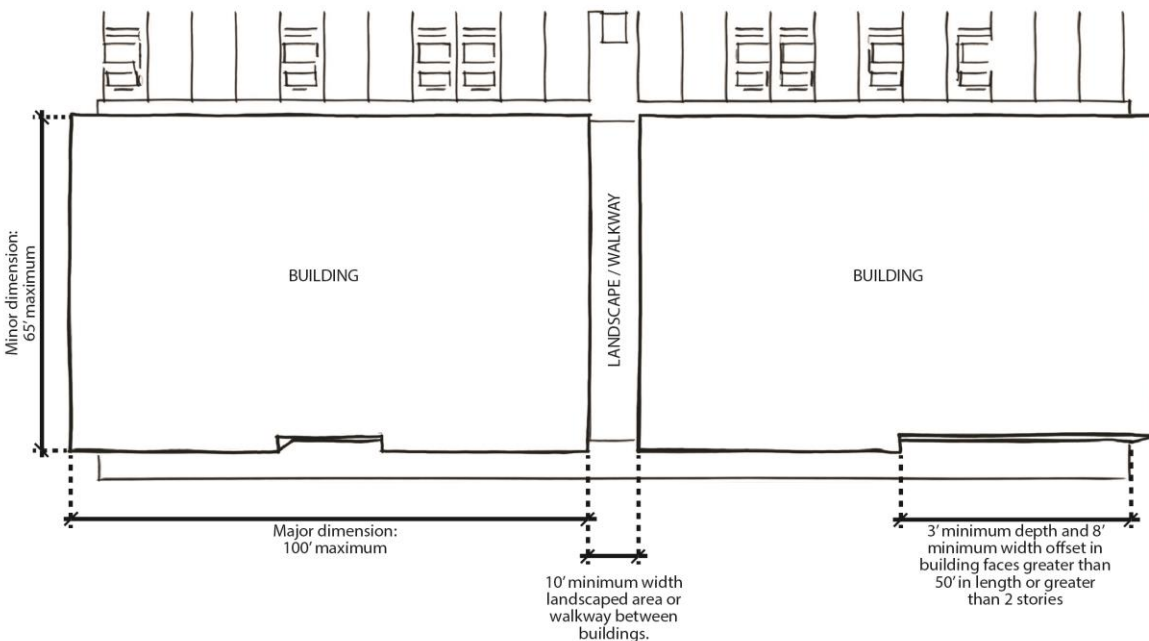 Minor dimension:
65' maximum
BUILDING
LANDSCAPE / WALKWAY
BUILDING
Major dimension:
100' maximum
10' minimum width
landscaped area or
walkway between
buildings.
3' minimum depth and 8'
minimum width offset in
building faces greater than
50' in length or greater
than 2 stories